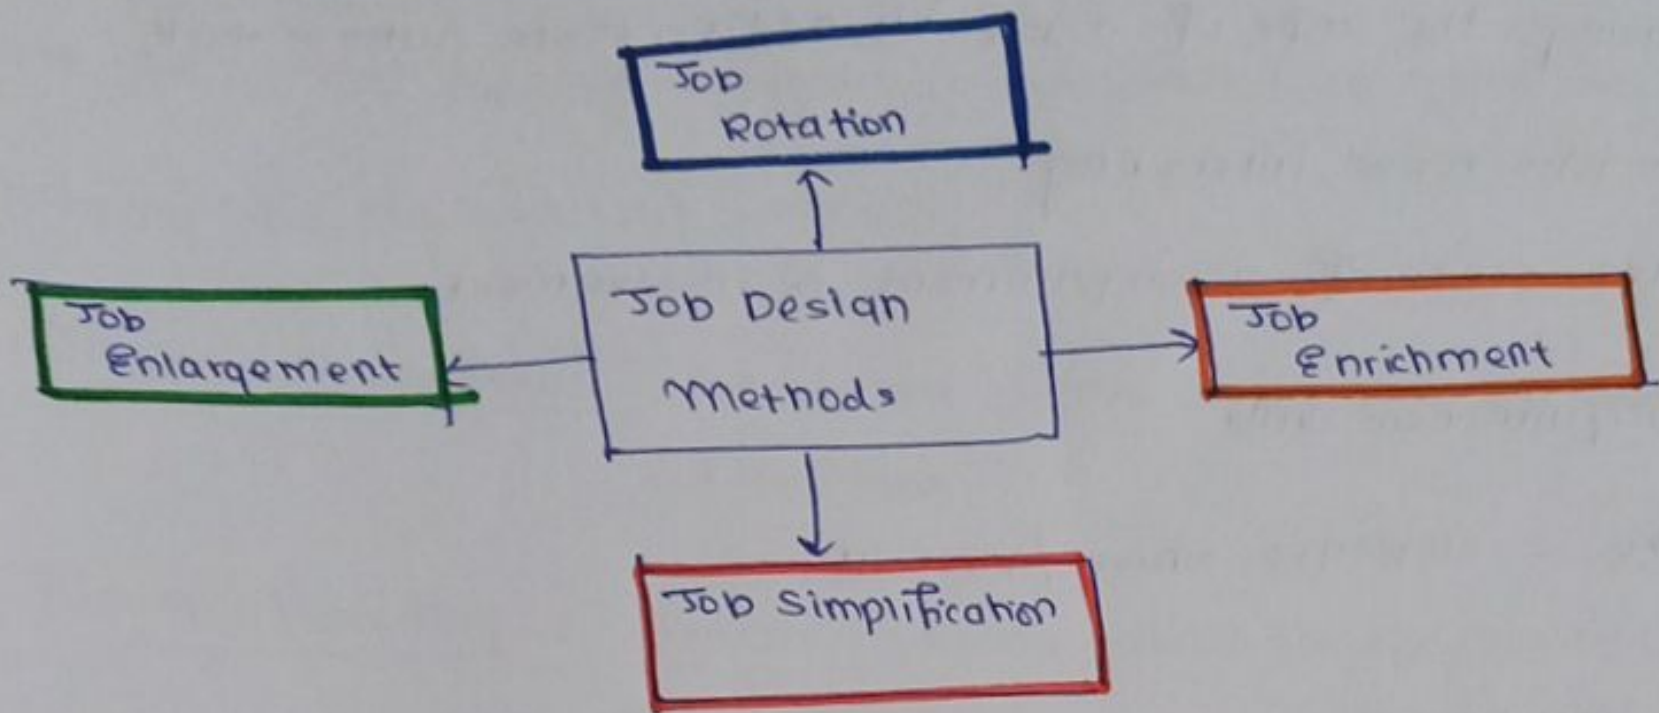 Job
Rotation
Job
Enlargement
Job Design
Methods
Job
Enrichment
Job Simplification